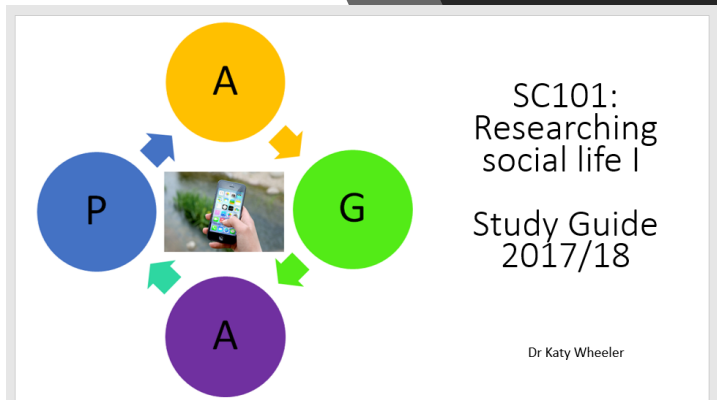 A
G
A
P
SC101:
Researching
social life I
Study Guide
2017/18
Dr Katy Wheeler